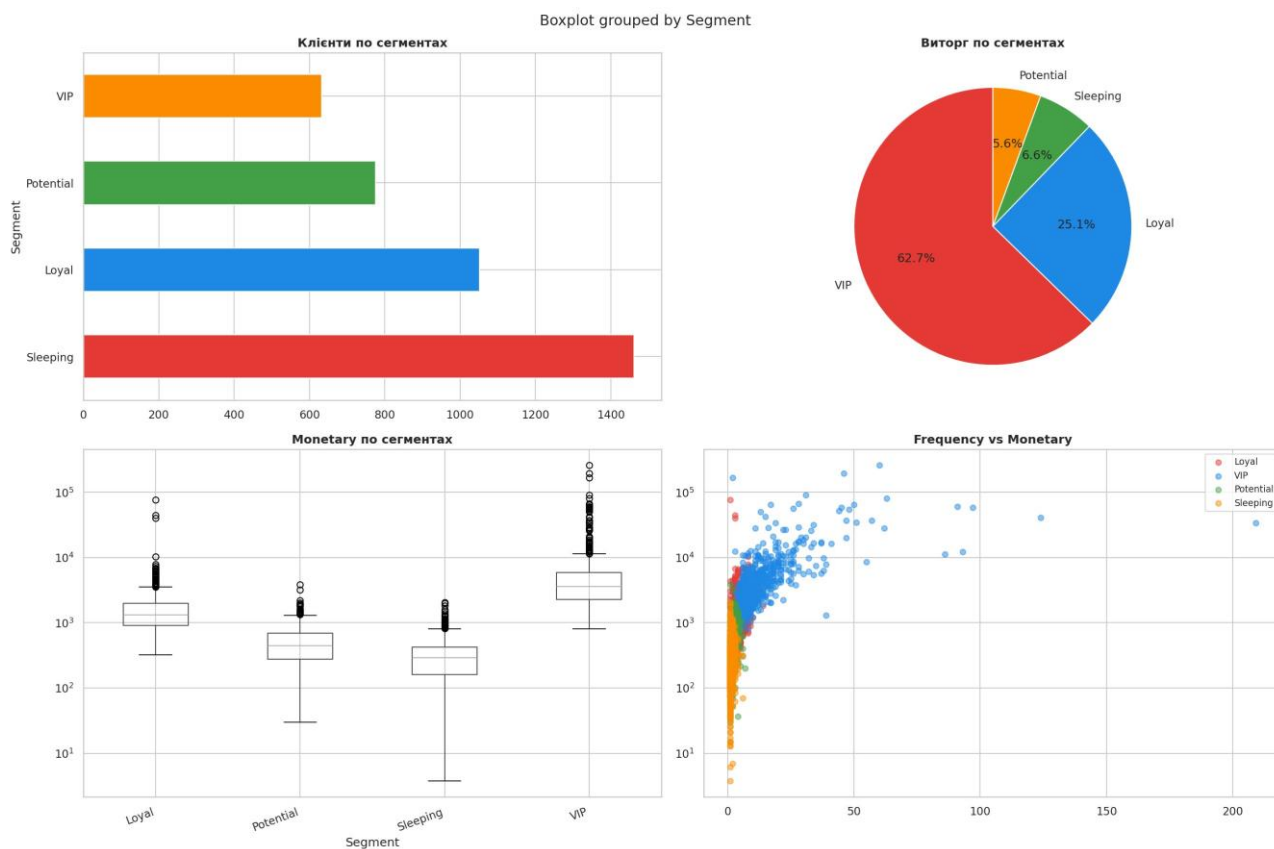 Boxplot grouped by Segment
Клієнти по сегментах
VIP
Potential
Loyal
Sleeping
Segment
0 200 400 600 800 1000 1200 1400
Виторг по сегментах
Potential
Sleeping
Loyal
VIP
5.6%
6.6%
25.1%
62.7%
Monetary по сегментах
10⁵
10⁴
10³
10²
10¹
Loyal Potential Sleeping VIP
Segment
Frequency vs Monetary
Loyal
VIP
Potential
Sleeping
10⁵
10⁴
10³
10²
10¹
0 50 100 150 200